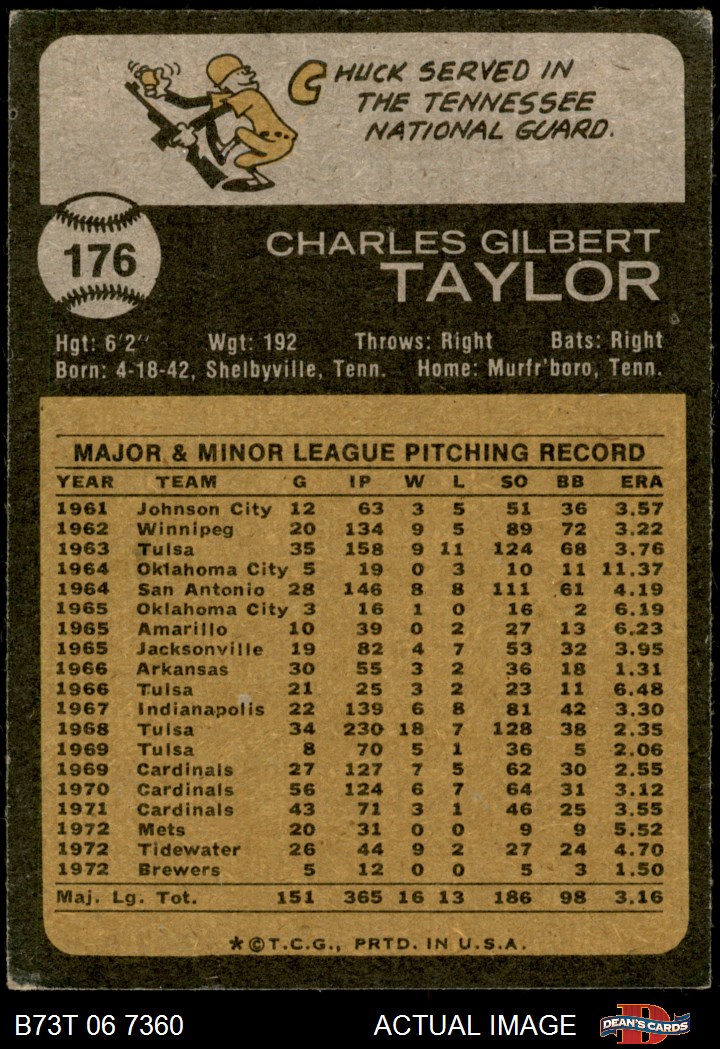 CHUCK SERVED IN
THE TENNESSEE
NATIONAL GUARD.
176
CHARLES GILBERT
TAYLOR
Hgt: 6'2" Wgt: 192 Throws: Right Bats: Right
Born: 4-18-42, Shelbyville, Tenn. Home: Murfr'boro, Tenn.
MAJOR & MINOR LEAGUE PITCHING RECORD
YEAR TEAM G IP W L SO BB ERA
1961 Johnson City 12 63 3 5 51 36 3.57
1962 Winnipeg 20 134 9 5 89 72 3.22
1963 Tulsa 35 158 9 11 124 68 3.76
1964 Oklahoma City 5 19 0 3 10 11 11.37
1964 San Antonio 28 146 8 8 111 61 4.19
1965 Oklahoma City 3 16 1 0 16 2 6.19
1965 Amarillo 10 39 0 2 27 13 6.23
1965 Jacksonville 19 82 4 7 53 32 3.95
1966 Arkansas 30 55 3 2 36 18 1.31
1966 Tulsa 21 25 3 2 23 11 6.48
1967 Indianapolis 22 139 6 8 81 42 3.30
1968 Tulsa 34 230 18 7 128 38 2.35
1969 Tulsa 8 70 5 1 36 5 2.06
1969 Cardinals 27 127 7 5 62 30 2.55
1970 Cardinals 56 124 6 7 64 31 3.12
1971 Cardinals 43 71 3 1 46 25 3.55
1972 Mets 20 31 0 0 9 9 5.52
1972 Tidewater 26 44 9 2 27 24 4.70
1972 Brewers 5 12 0 0 5 3 1.50
Maj. Lg. Tot. 151 365 16 13 186 98 3.16
★©T.C.G., PRTD. IN U.S.A.
B73T 06 7360 ACTUAL IMAGE DEAN'S CARDS